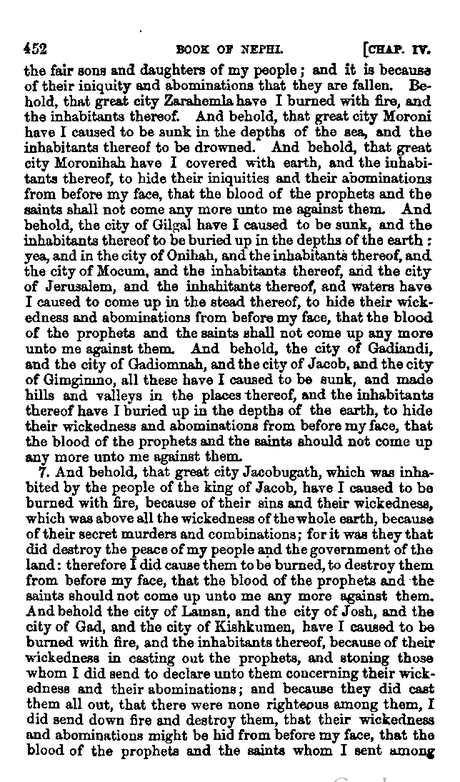 452 BOOK OF NEPHI. [CHAP. IV.
the fair sons and daughters of my people; and it is because
of their iniquity and abominations that they are fallen. Be-
hold, that great city Zarahemla have I burned with fire, and
the inhabitants thereof. And behold, that great city Moroni
have I caused to be sunk in the depths of the sea, and the
inhabitants thereof to be drowned. And behold, that great
city Moronihah have I covered with earth, and the inhabi-
tants thereof, to hide their iniquities and their abominations
from before my face, that the blood of the prophets and the
saints shall not come any more unto me against them. And
behold, the city of Gilgal have I caused to be sunk, and the
inhabitants thereof to be buried up in the depths of the earth;
yea, and in the city of Onihah, and the inhabitants thereof, and
the city of Mocum, and the inhabitants thereof, and the city
of Jerusalem, and the inhabitants thereof, and waters have
I caused to come up in the stead thereof, to hide their wick-
edness and abominations from before my face, that the blood
of the prophets and the saints shall not come up any more
unto me against them. And behold, the city of Gadiandi,
and the city of Gadiomnah, and the city of Jacob, and the city
of Gimgimno, all these have I caused to be sunk, and made
hills and valleys in the places thereof, and the inhabitants
thereof have I buried up in the depths of the earth, to hide
their wickedness and abominations from before my face, that
the blood of the prophets and the saints should not come up
any more unto me against them.
7. And behold, that great city Jacobugath, which was inha-
bited by the people of the king of Jacob, have I caused to be
burned with fire, because of their sins and their wickedness,
which was above all the wickedness of the whole earth, because
of their secret murders and combinations; for it was they that
did destroy the peace of my people and the government of the
land: therefore I did cause them to be burned, to destroy them
from before my face, that the blood of the prophets and the
saints should not come up unto me any more against them.
And behold the city of Laman, and the city of Josh, and the
city of Gad, and the city of Kishkumen, have I caused to be
burned with fire, and the inhabitants thereof, because of their
wickedness in casting out the prophets, and stoning those
whom I did send to declare unto them concerning their wick-
edness and their abominations; and because they did cast
them all out, that there were none righteous among them, I
did send down fire and destroy them, that their wickedness
and abominations might be hid from before my face, that the
blood of the prophets and the saints whom I sent among